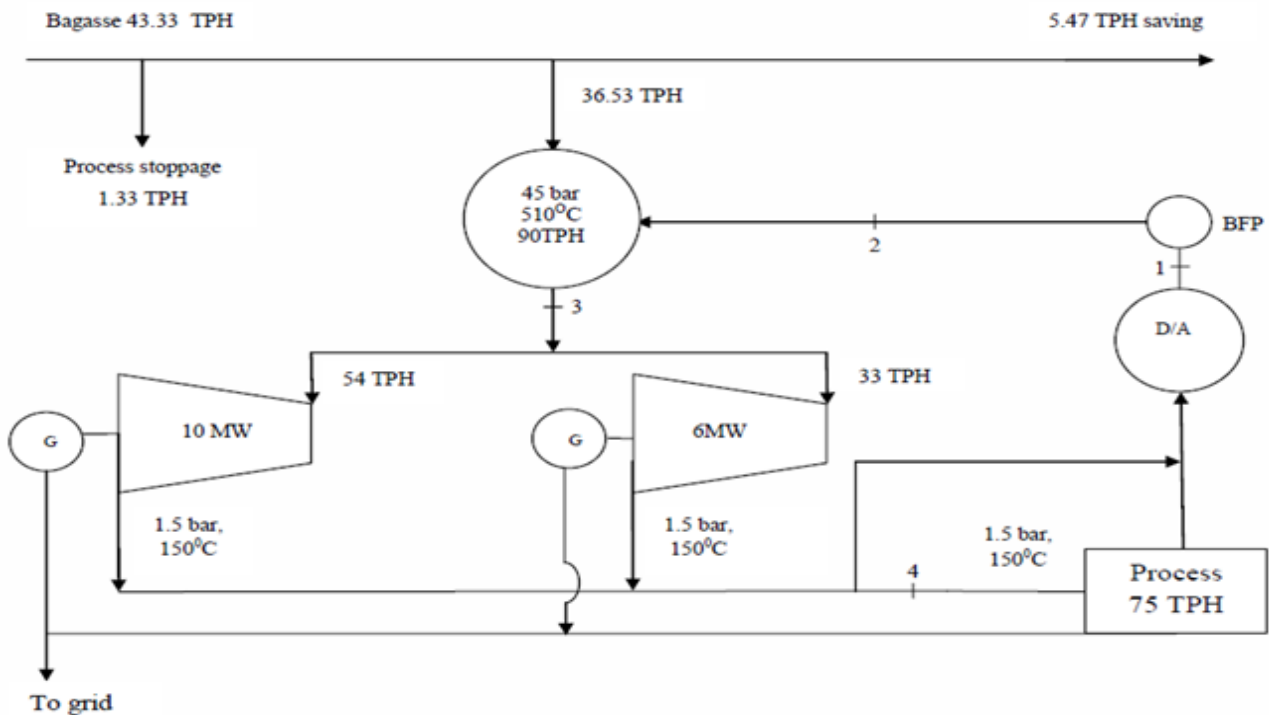 Bagasse 43.33 TPH
5.47 TPH saving
36.53 TPH
Process stoppage
1.33 TPH
45 bar
510⁰C
90TPH
2
BFP
1
3
D/A
54 TPH
33 TPH
G
10 MW
G
6MW
1.5 bar,
150⁰C
1.5 bar,
150⁰C
1.5 bar,
150⁰C
4
Process
75 TPH
To grid